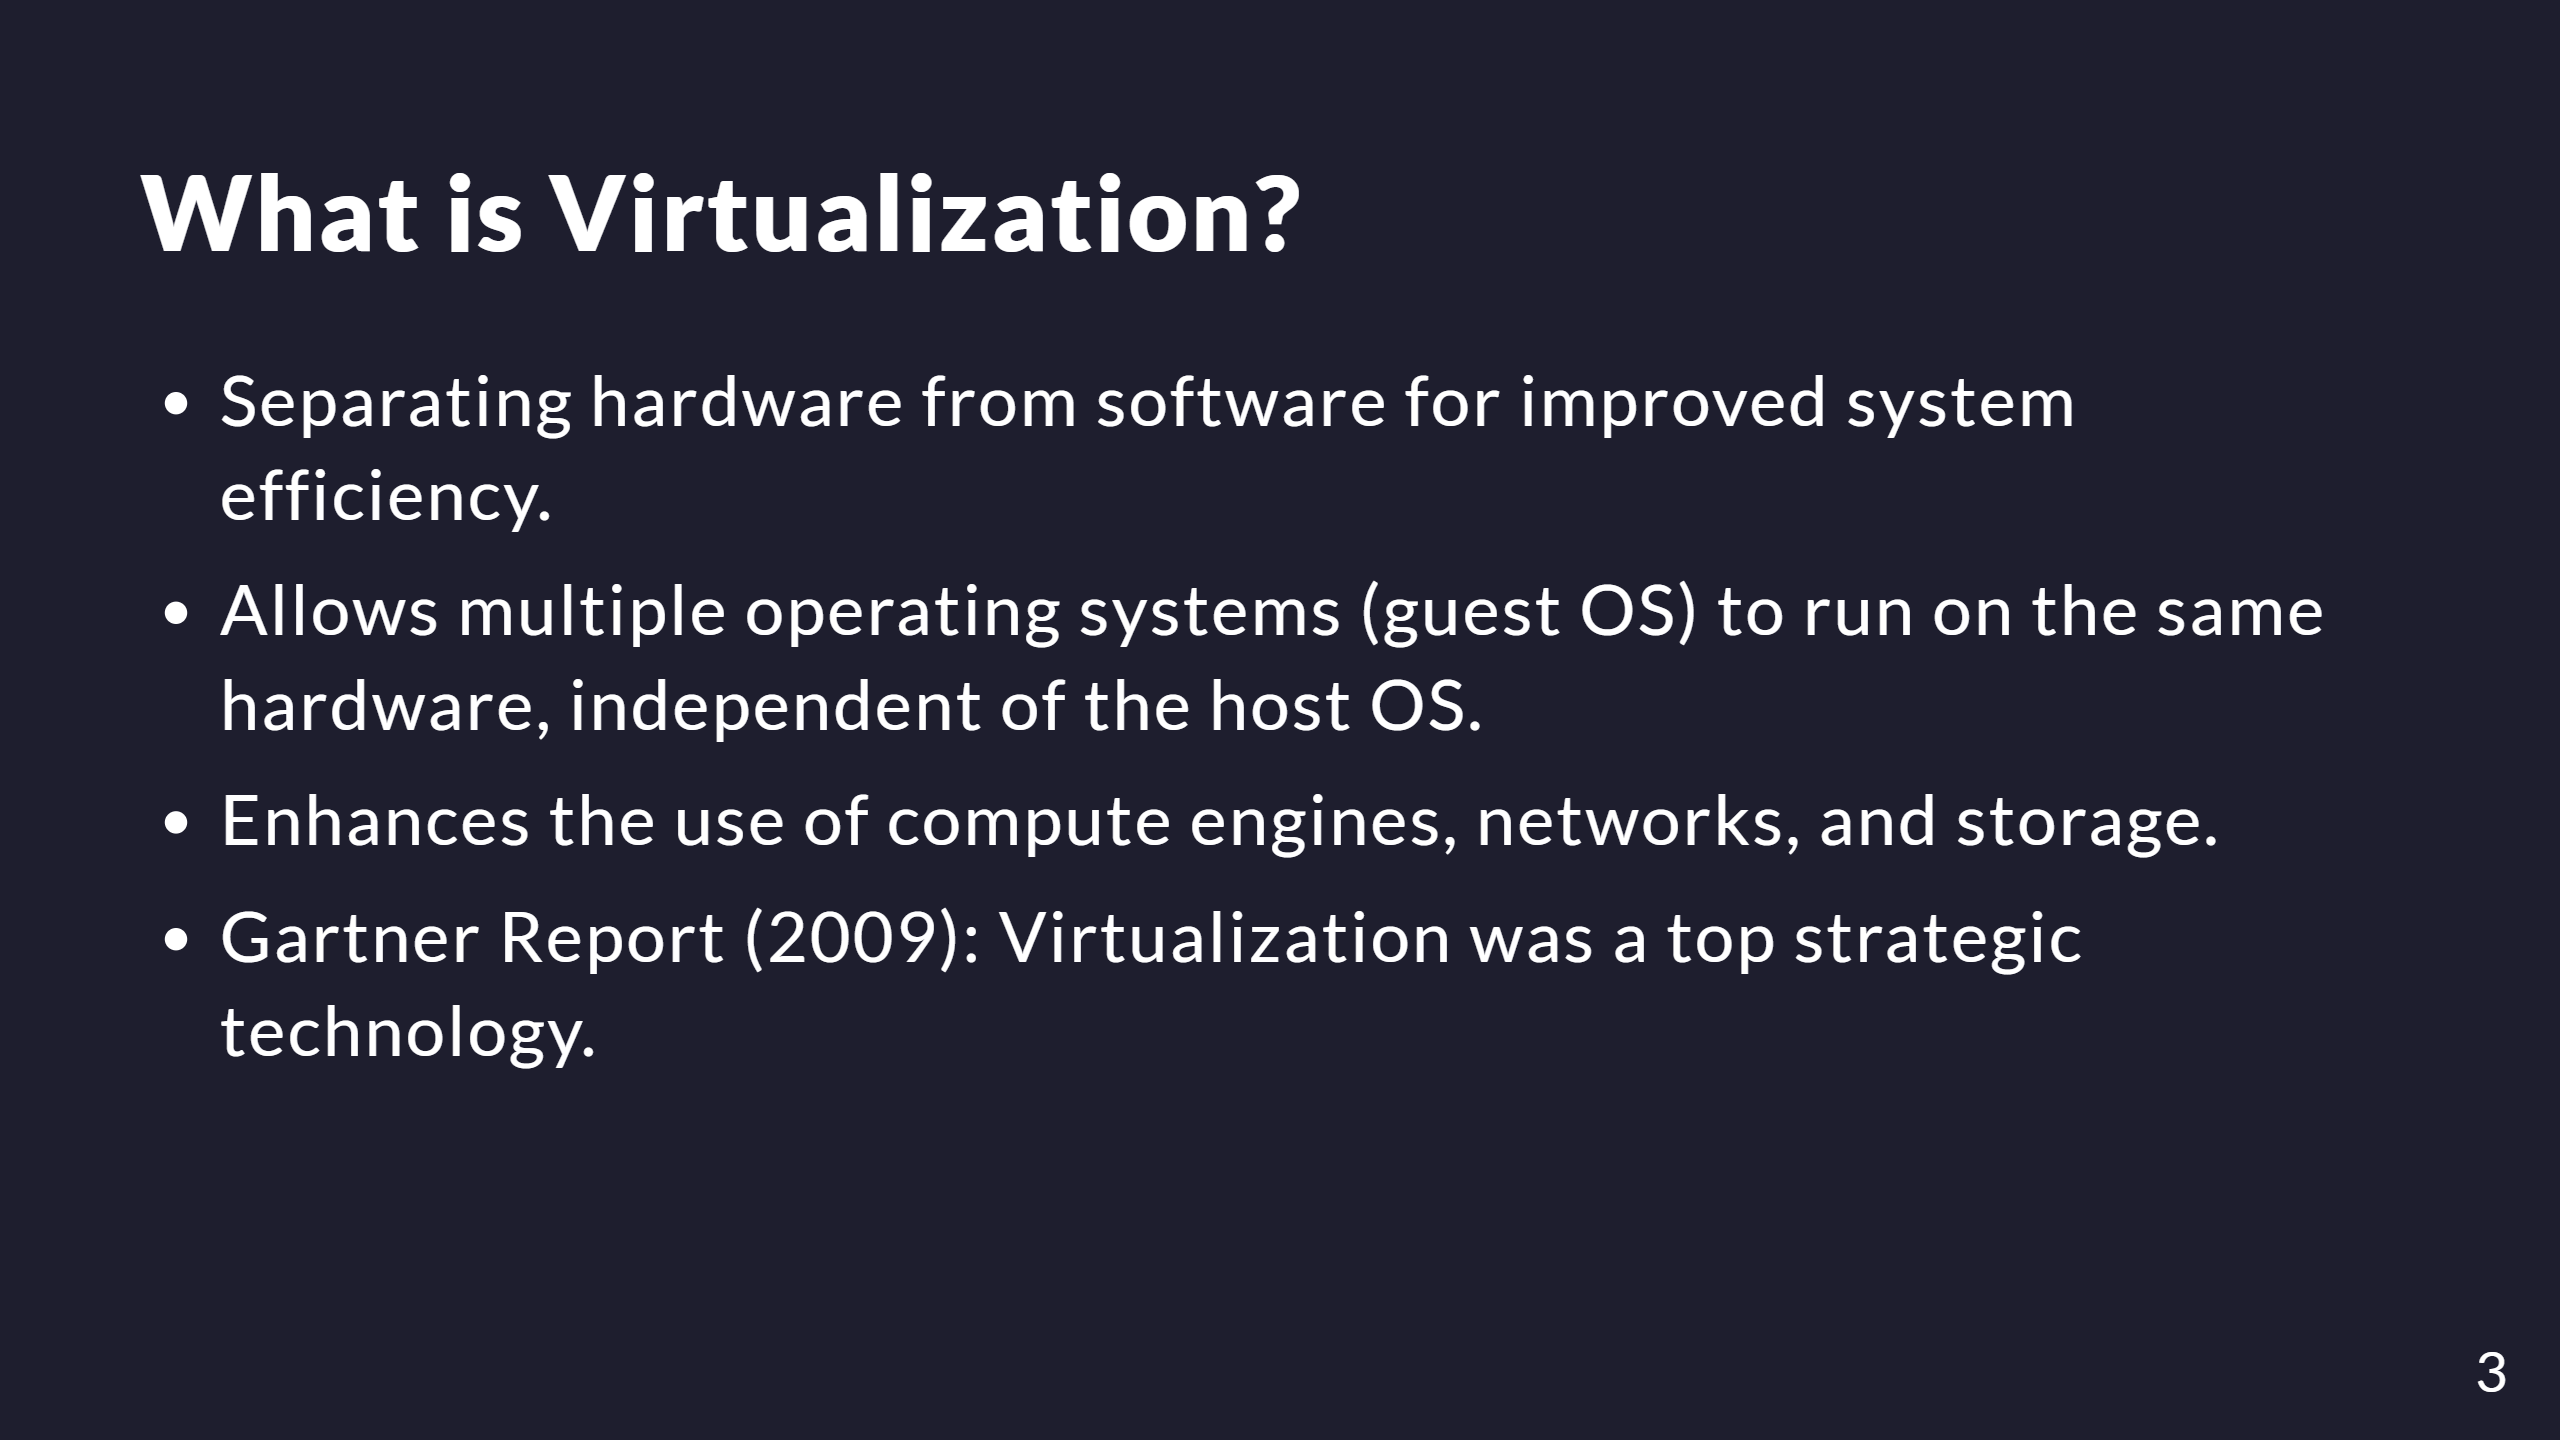 What is Virtualization?
• Separating hardware from software for improved system
efficiency.
• Allows multiple operating systems (guest OS) to run on the same
hardware, independent of the host OS.
• Enhances the use of compute engines, networks, and storage.
• Gartner Report (2009): Virtualization was a top strategic
technology.
3